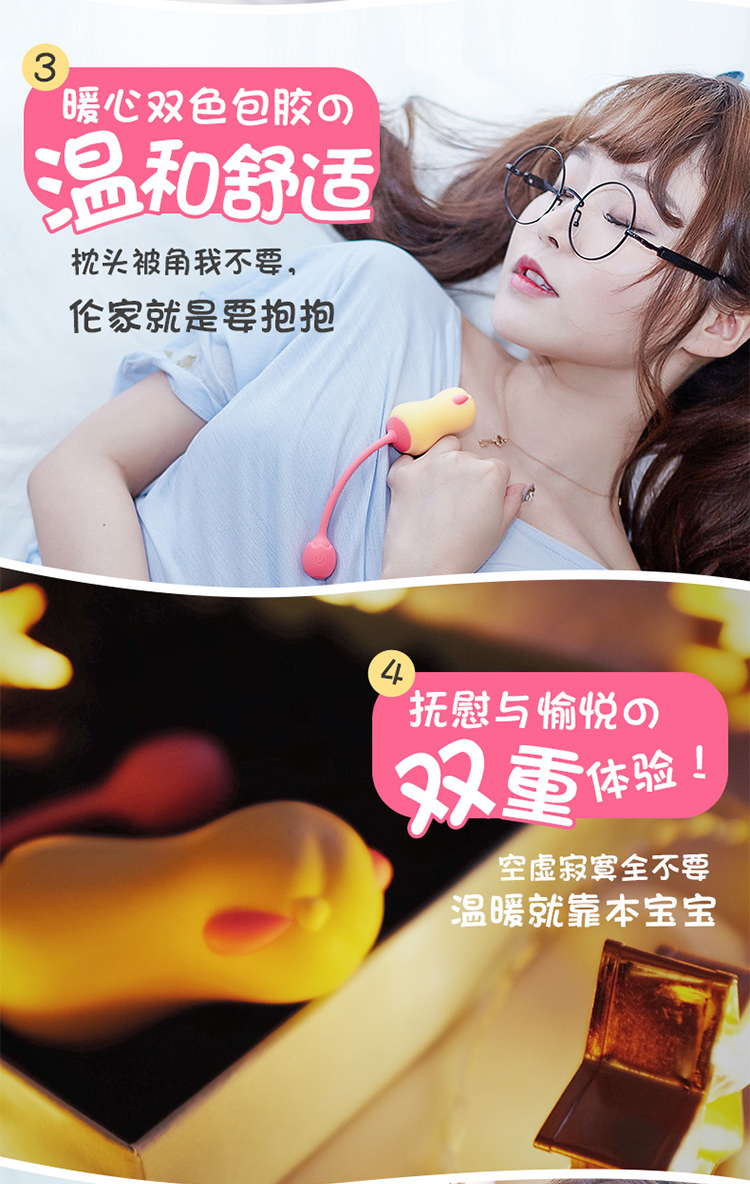 3
暖心双色包胶の
温和舒适
枕头被角我不要，
伦家就是要抱抱
4
抚慰与愉悦の
双重体验！
空虚寂寞全不要
温暖就靠本宝宝